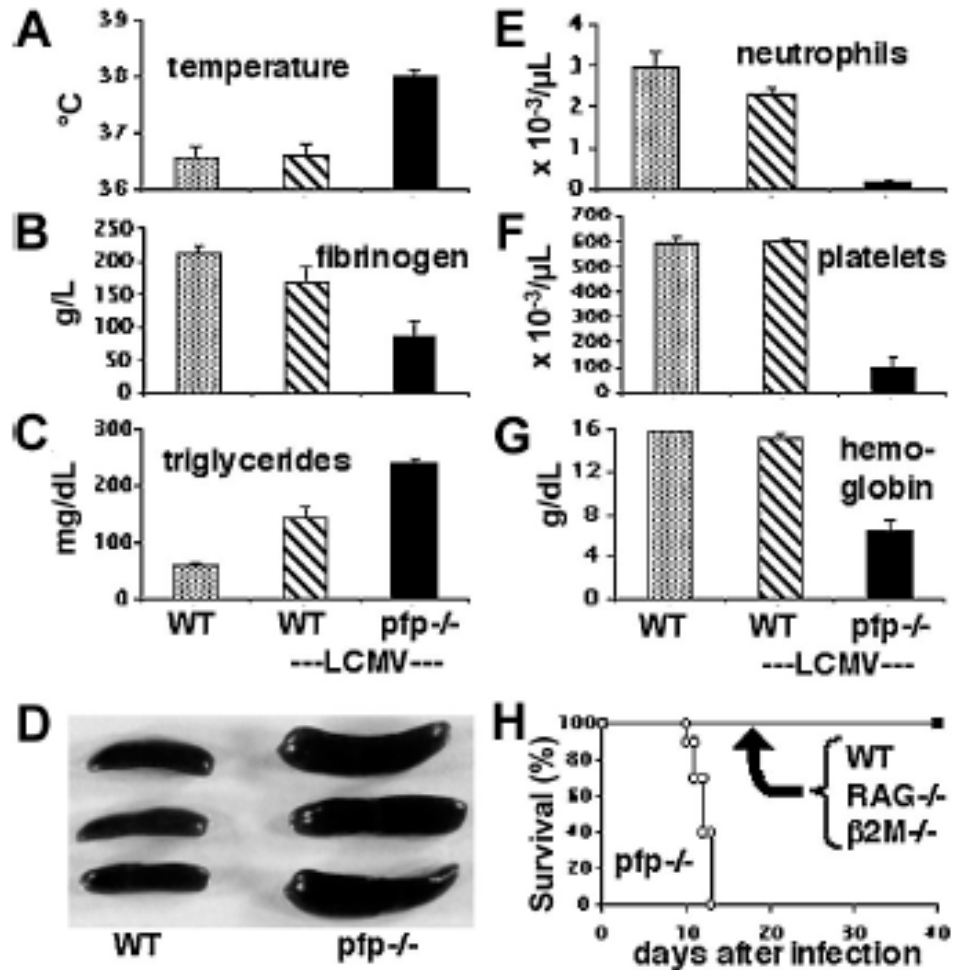 A
39
38
37
36
°C
temperature
B
250
200
150
100
50
0
g/L
fibrinogen
C
300
200
100
0
mg/dL
triglycerides
WT WT pfp-/-
---LCMV---
D
WT pfp-/-
E
4
3
2
1
0
x 10-3/µL
neutrophils
F
700
600
500
400
300
200
100
0
x 10-3/µL
platelets
G
16
12
8
4
0
g/dL
hemo-
globin
WT WT pfp-/-
---LCMV---
H
100
80
60
40
20
0
Survival (%)
WT
RAG-/-
β2M-/-
pfp-/-
0 10 20 30 40
days after infection